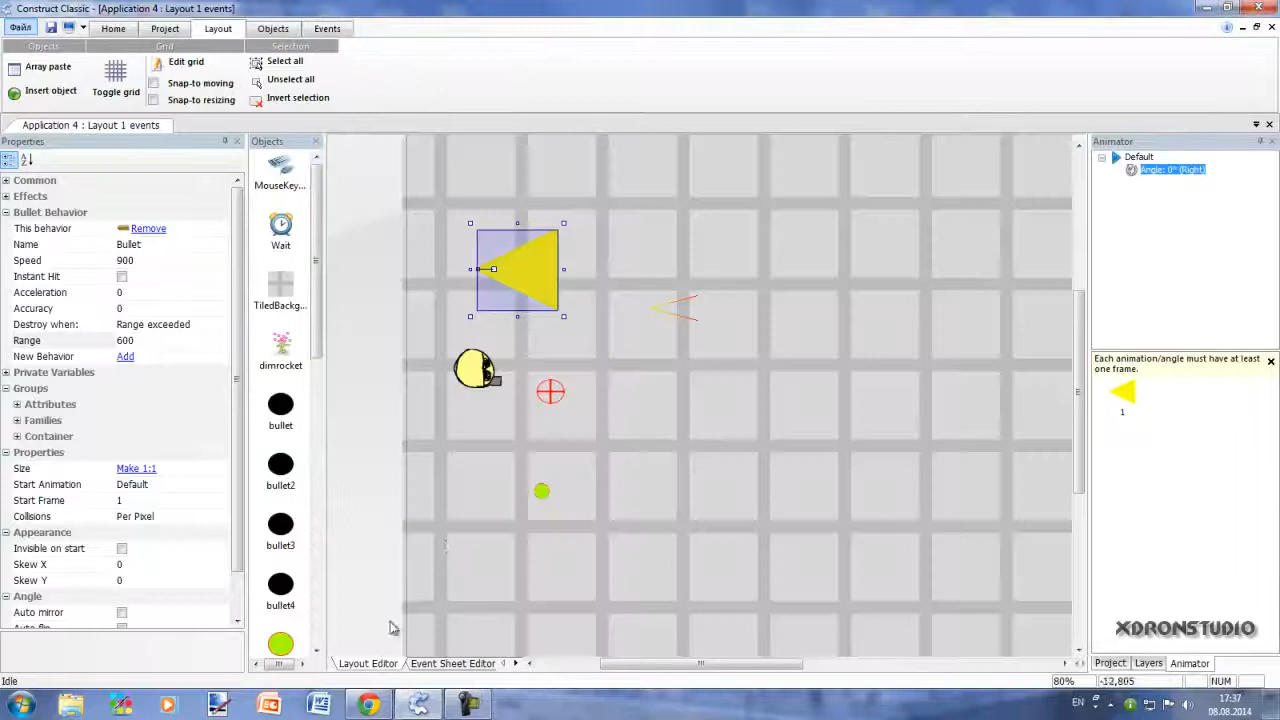 Construct Classic - [Application 4 : Layout 1 events]
Файл Home Project Layout Objects Events
Objects Grid Selection
Array paste
Insert object
Toggle grid
Edit grid
Snap-to moving
Snap-to resizing
Select all
Unselect all
Invert selection
Application 4 : Layout 1 events
Properties
Common
Effects
Bullet Behavior
This behavior Remove
Name Bullet
Speed 900
Instant Hit
Acceleration 0
Accuracy 0
Destroy when: Range exceeded
Range 600
New Behavior Add
Private Variables
Groups
Attributes
Families
Container
Properties
Size Make 1:1
Start Animation Default
Start Frame 1
Collisions Per Pixel
Appearance
Invisible on start
Skew X 0
Skew Y 0
Angle
Auto mirror
Objects
MouseKey...
Wait
TiledBackg...
dimrocket
bullet
bullet2
bullet3
bullet4
Layout Editor Event Sheet Editor
Animator
Default
Angle: 0° (Right)
Each animation/angle must have at least
one frame.
1
XDRONSTUDIO
Project Layers Animator
Idle 80% -12,805 NUM
EN 17:37
08.08.2014